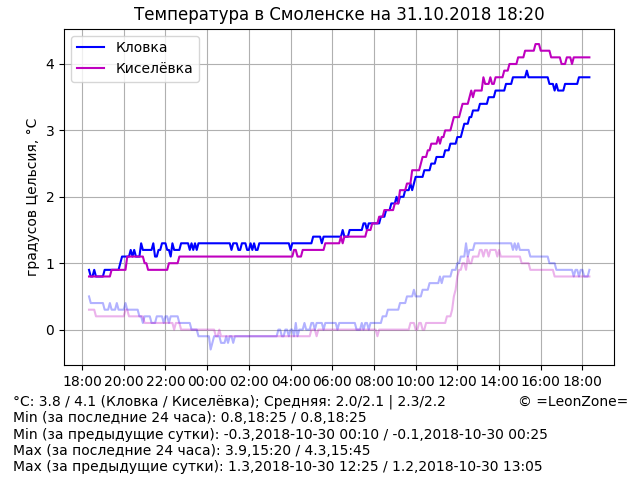 Температура в Смоленске на 31.10.2018 18:20
Кловка
Киселёвка
градусов Цельсия, °C
4
3
2
1
0
18:00 20:00 22:00 00:00 02:00 04:00 06:00 08:00 10:00 12:00 14:00 16:00 18:00
°C: 3.8 / 4.1 (Кловка / Киселёвка); Средняя: 2.0/2.1 | 2.3/2.2 © =LeonZone=
Min (за последние 24 часа): 0.8,18:25 / 0.8,18:25
Min (за предыдущие сутки): -0.3,2018-10-30 00:10 / -0.1,2018-10-30 00:25
Max (за последние 24 часа): 3.9,15:20 / 4.3,15:45
Max (за предыдущие сутки): 1.3,2018-10-30 12:25 / 1.2,2018-10-30 13:05